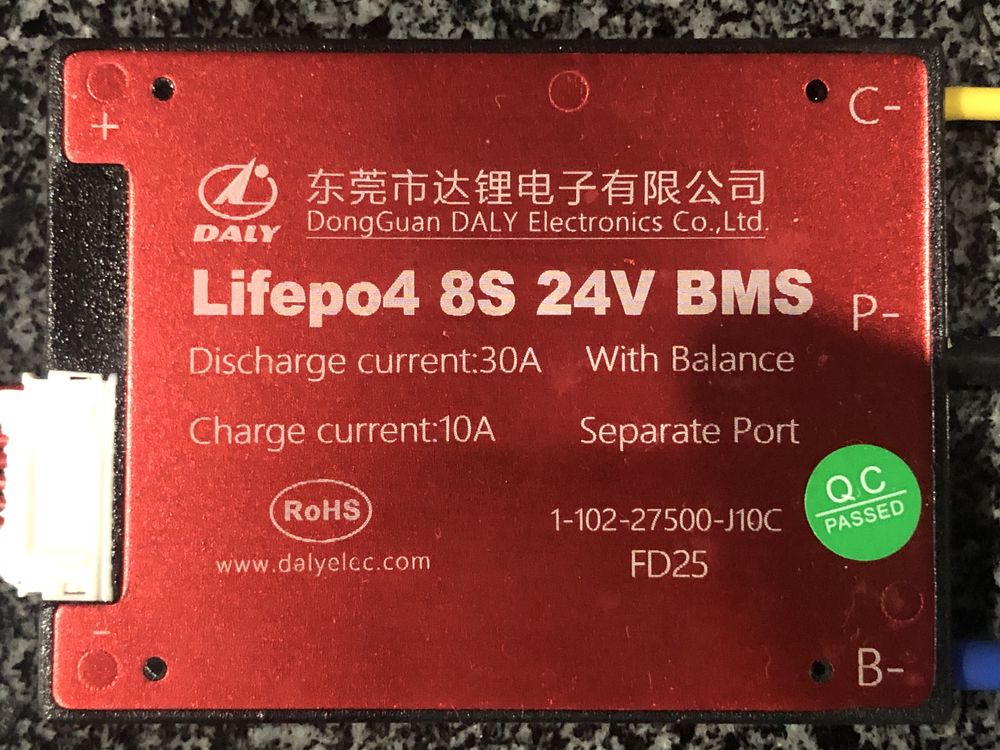 +
C-
DALY
东莞市达锂电子有限公司
DongGuan DALY Electronics Co.,Ltd.
Lifepo4 8S 24V BMS
P-
Discharge current:30A With Balance
Charge current:10A Separate Port
QC
PASSED
RoHS
1-102-27500-J10C
www.dalyelec.com
FD25
-
B-